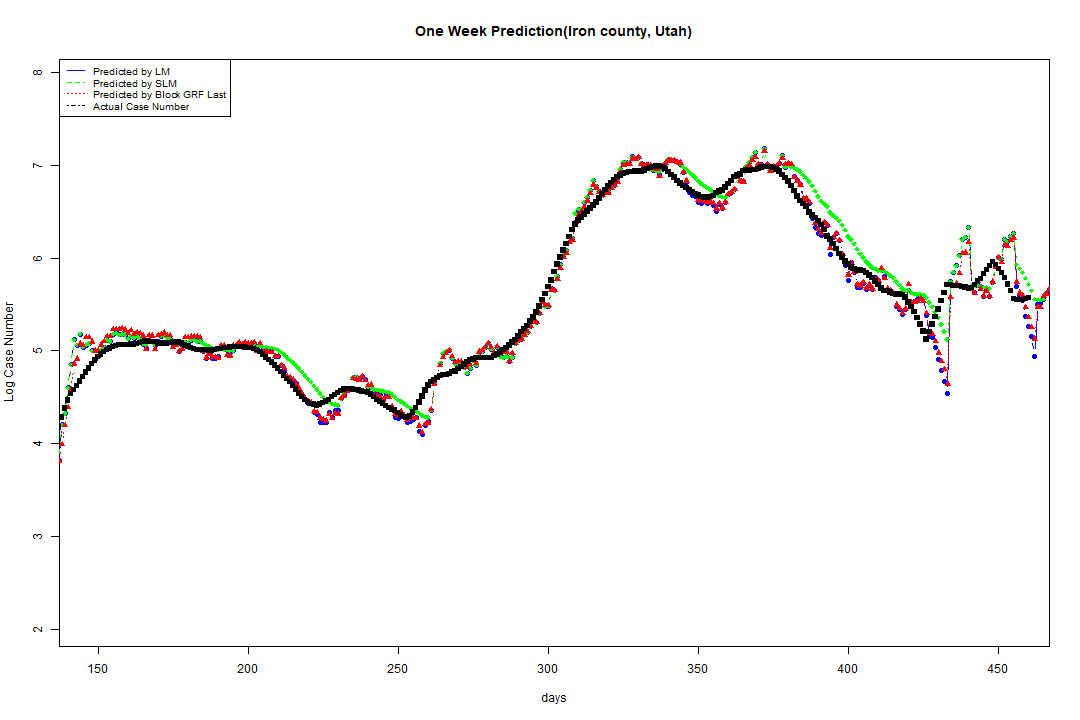 One Week Prediction(Iron county, Utah)
Predicted by LM
Predicted by SLM
Predicted by Block GRF Last
Actual Case Number
8
7
6
5
4
3
2
Log Case Number
150 200 250 300 350 400 450
days